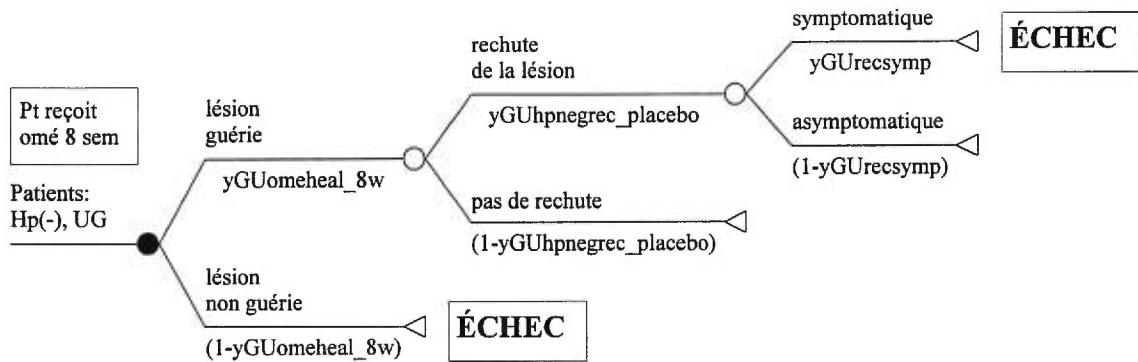 symptomatique
ÉCHEC
yGUrecsymp
rechute
de la lésion
yGUhpnegrec_placebo
asymptomatique
(1-yGUrecsymp)
Pt reçoit
omé 8 sem
lésion
guérie
yGUomeheal_8w
Patients:
Hp(-), UG
pas de rechute
(1-yGUhpnegrec_placebo)
lésion
non guérie
ÉCHEC
(1-yGUomeheal_8w)